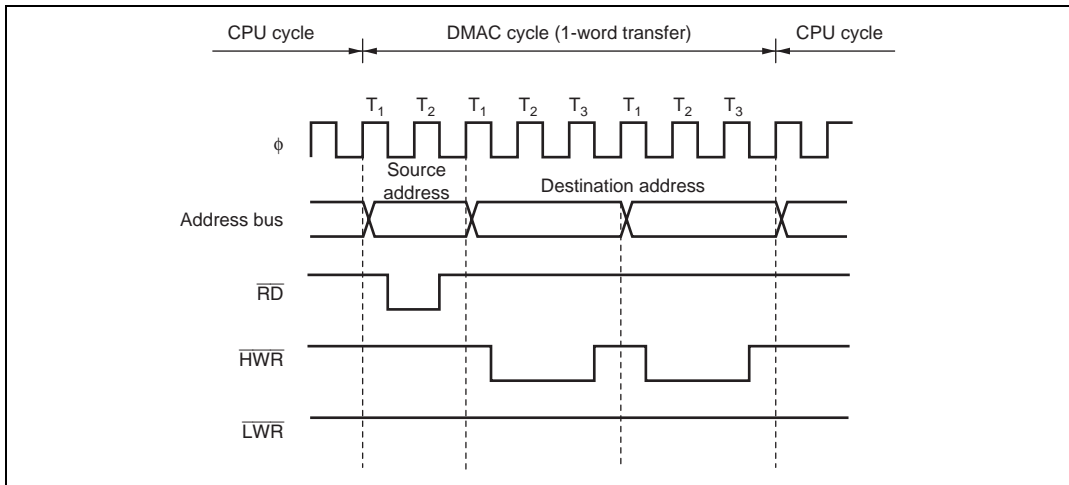 CPU cycle DMAC cycle (1-word transfer) CPU cycle
T1 T2 T1 T2 T3 T1 T2 T3
ϕ
Source
address
Destination address
Address bus
RD
HWR
LWR